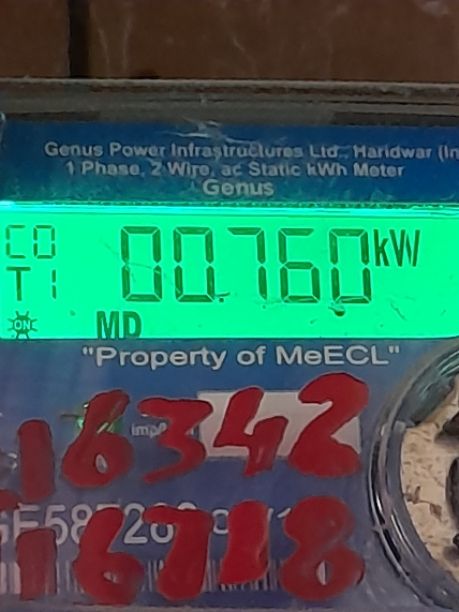 Genus Power Infrastructures Ltd., Haridwar (In
1 Phase, 2 Wire, ac Static kWh Meter
Genus
C0
T1
00.760 kW
ON
MD
"Property of MeECL"
16342
16718